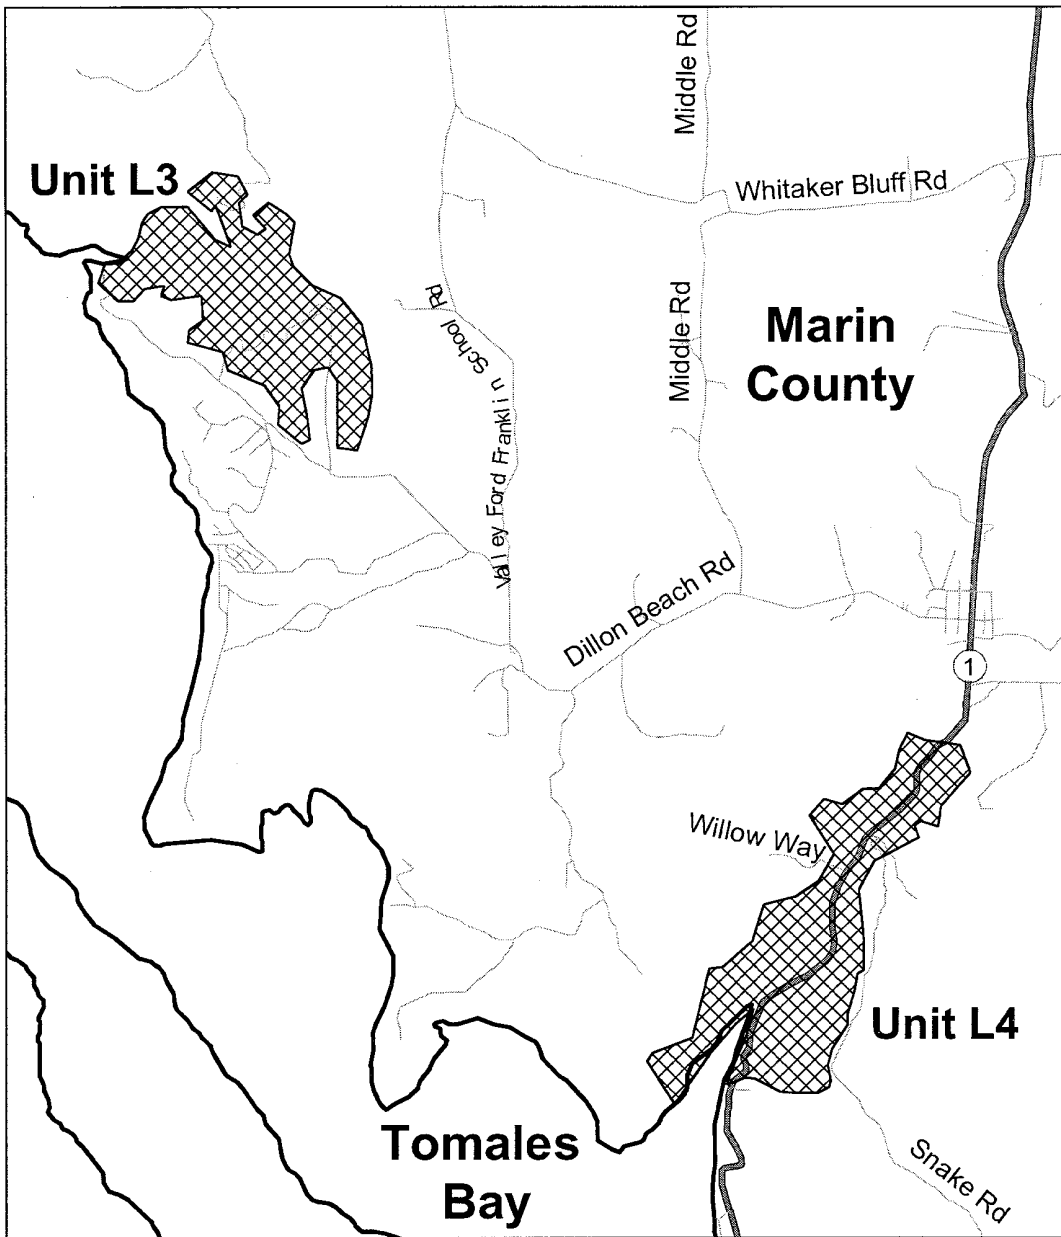 Middle Rd
Unit L3
Whitaker Bluff Rd
Valley Ford Franklin School Rd
Middle Rd
Marin
County
Dillon Beach Rd
1
Willow Way
Unit L4
Tomales
Bay
Snake Rd